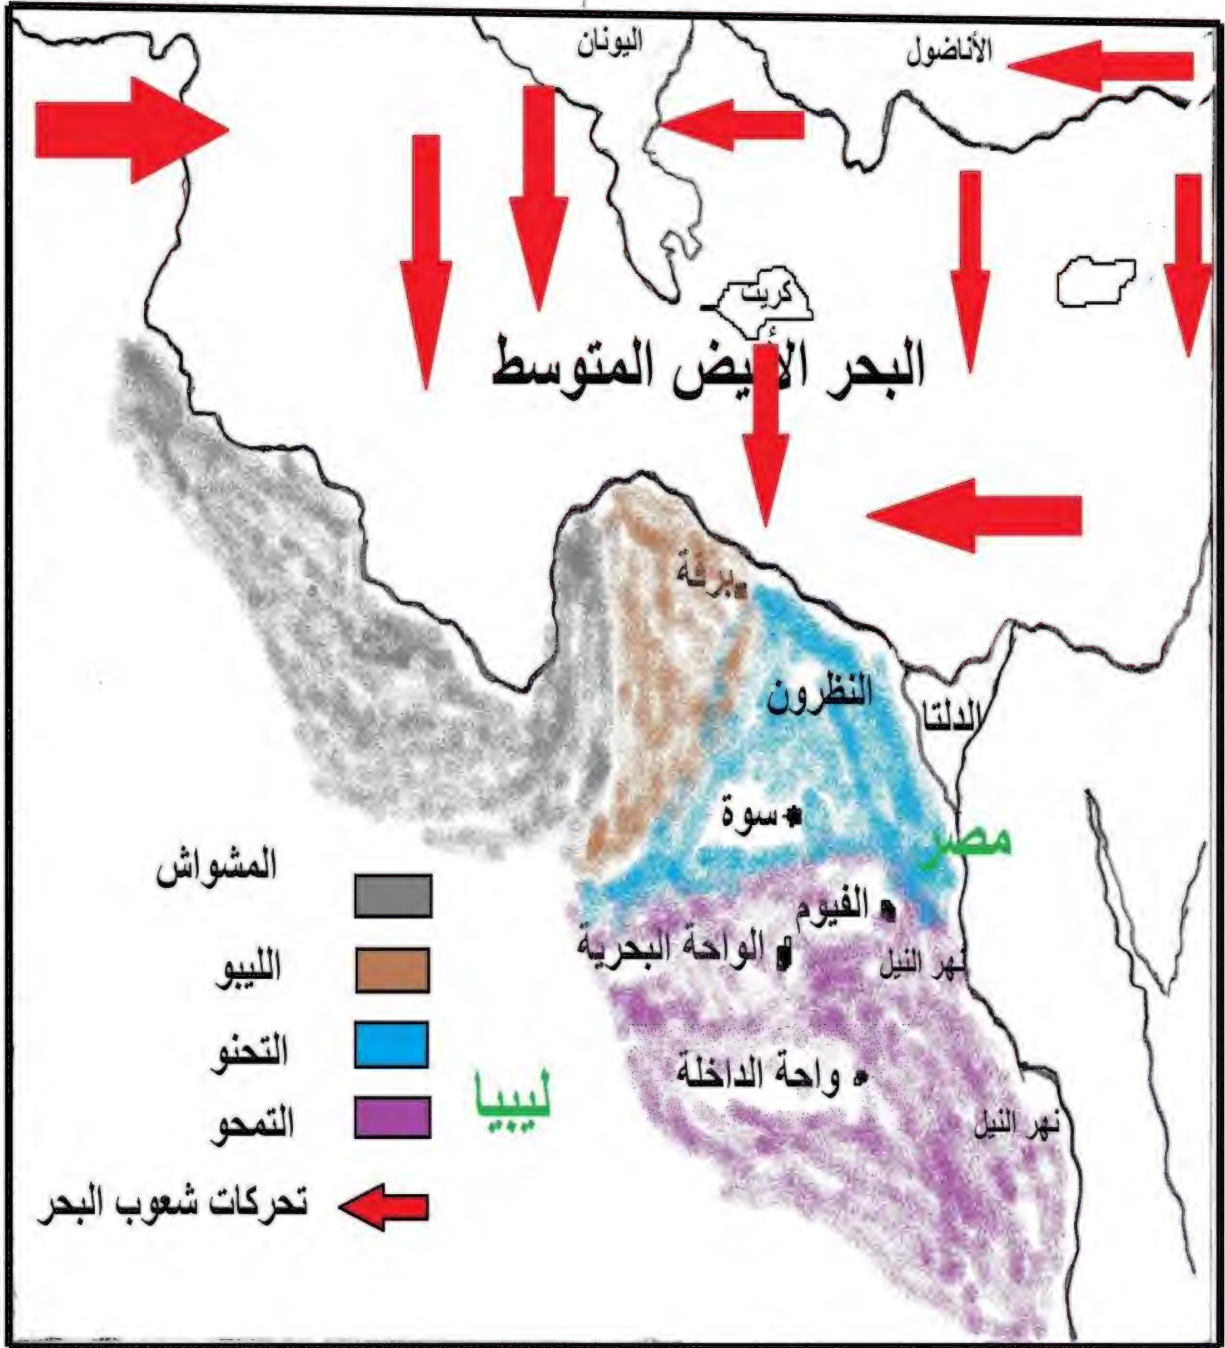 اليونان
الأناضول
كريت
البحر الأبيض المتوسط
برقة
النظرون
الدلتا
سوة
مصر
الفيوم
الواحة البحرية
نهر النيل
واحة الداخلة
نهر النيل
ليبيا
المشواش
الليبو
التحنو
التمحو
تحركات شعوب البحر